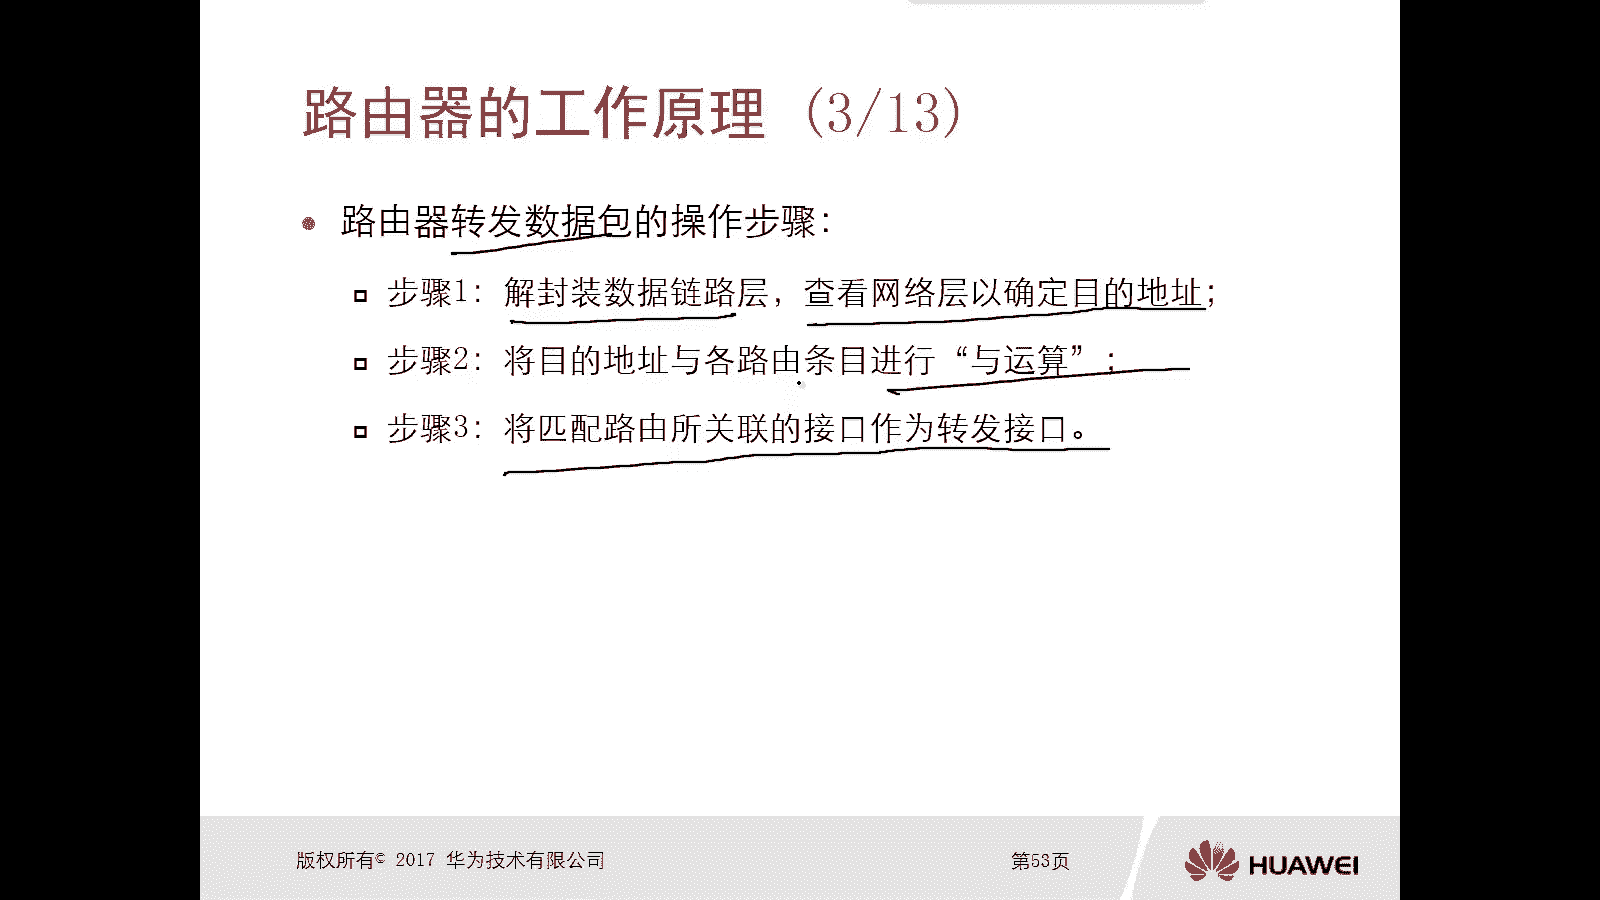 路由器的工作原理 (3/13)
路由器转发数据包的操作步骤：
步骤1：解封装数据链路层，查看网络层以确定目的地址；
步骤2：将目的地址与各路由条目进行“与运算”；
步骤3：将匹配路由所关联的接口作为转发接口。
版权所有© 2017 华为技术有限公司
第53页
HUAWEI